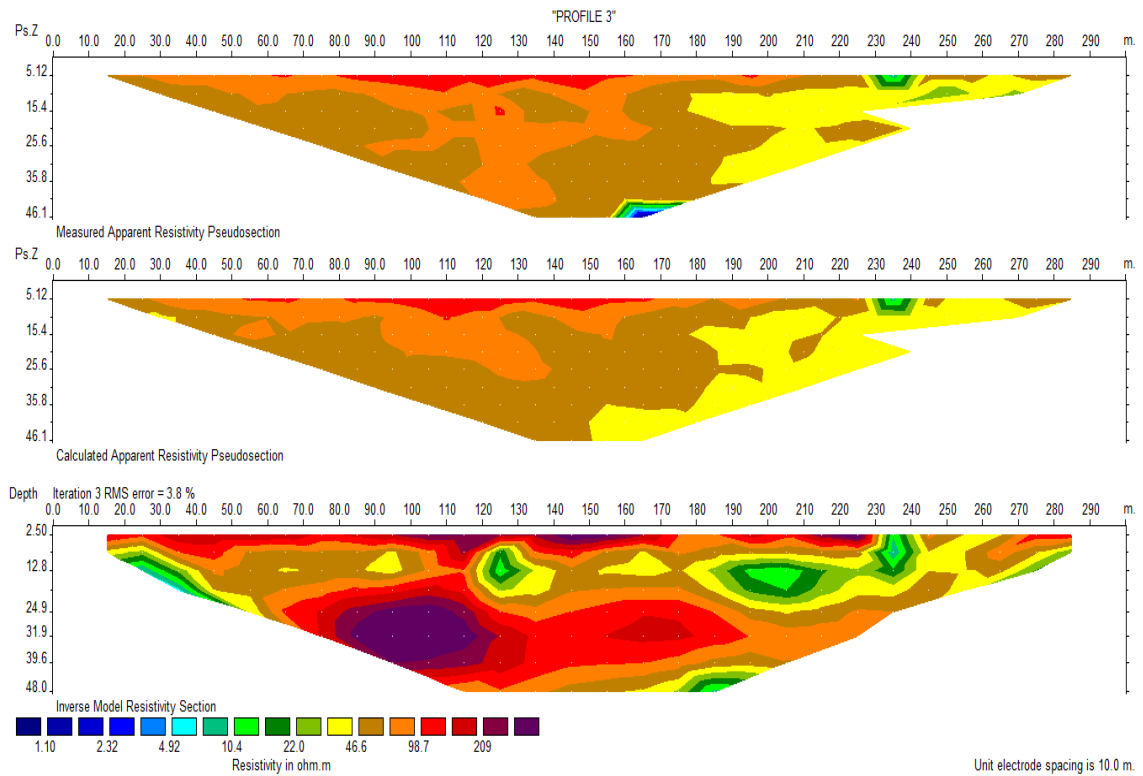 "PROFILE 3"
Ps.Z 0.0 10.0 20.0 30.0 40.0 50.0 60.0 70.0 80.0 90.0 100 110 120 130 140 150 160 170 180 190 200 210 220 230 240 250 260 270 280 290 m.
5.12
15.4
25.6
35.8
46.1
Measured Apparent Resistivity Pseudosection
Ps.Z 0.0 10.0 20.0 30.0 40.0 50.0 60.0 70.0 80.0 90.0 100 110 120 130 140 150 160 170 180 190 200 210 220 230 240 250 260 270 280 290 m.
5.12
15.4
25.6
35.8
46.1
Calculated Apparent Resistivity Pseudosection
Depth Iteration 3 RMS error = 3.8 %
0.0 10.0 20.0 30.0 40.0 50.0 60.0 70.0 80.0 90.0 100 110 120 130 140 150 160 170 180 190 200 210 220 230 240 250 260 270 280 290 m.
2.50
12.8
24.9
31.9
39.6
48.0
Inverse Model Resistivity Section
1.10 2.32 4.92 10.4 22.0 46.6 98.7 209
Resistivity in ohm.m
Unit electrode spacing is 10.0 m.